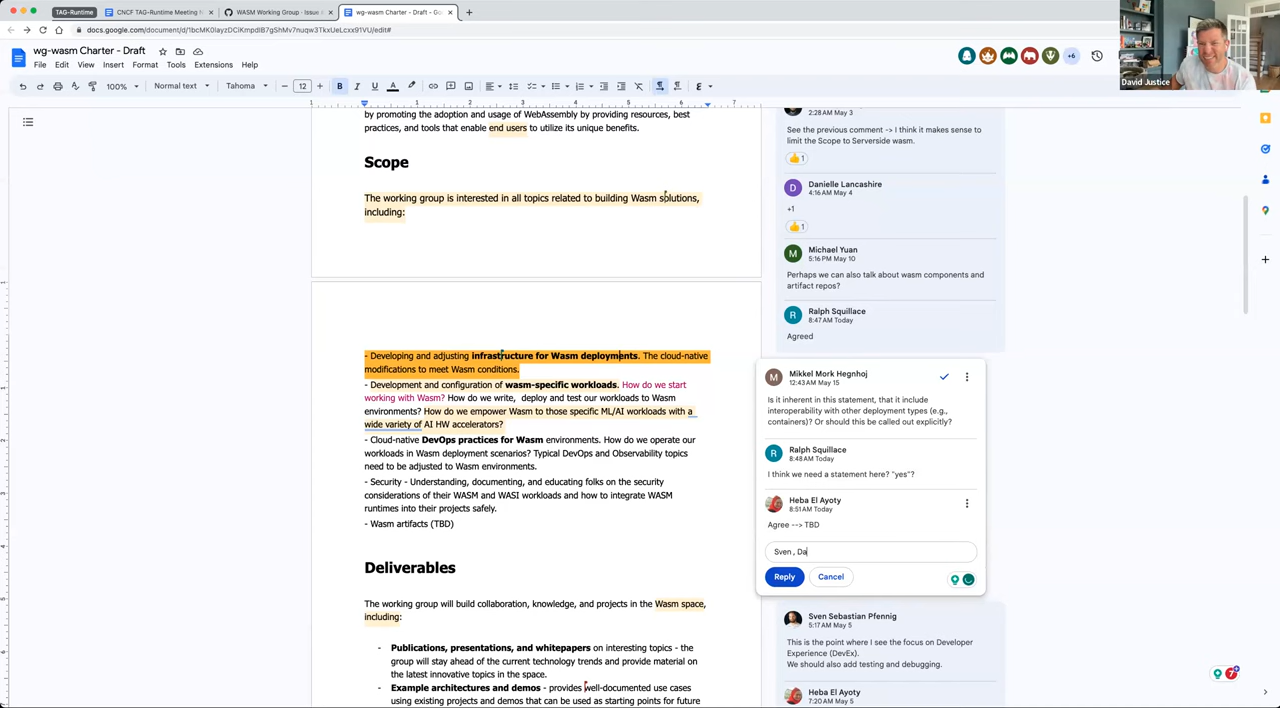 TAG-Runtime
CNCF TAG-Runtime Meeting N
WASM Working Group · Issue #
wg-wasm Charter - Draft - Goo
wg-wasm Charter - Draft
File Edit View Insert Format Tools Extensions Help
+6
David Justice
100%
Normal text
Tahoma
12
1
1 2 3 4 5 6 7
by promoting the adoption and usage of WebAssembly by providing resources, best
practices, and tools that enable end users to utilize its unique benefits.
Scope
The working group is interested in all topics related to building Wasm solutions,
including:
- Developing and adjusting infrastructure for Wasm deployments. The cloud-native
modifications to meet Wasm conditions.
- Development and configuration of wasm-specific workloads. How do we start
working with Wasm? How do we write, deploy and test our workloads to Wasm
environments? How do we empower Wasm to those specific ML/AI workloads with a
wide variety of AI HW accelerators?
- Cloud-native DevOps practices for Wasm environments. How do we operate our
workloads in Wasm deployment scenarios? Typical DevOps and Observability topics
need to be adjusted to Wasm environments.
- Security - Understanding, documenting, and educating folks on the security
considerations of their WASM and WASI workloads and how to integrate WASM
runtimes into their projects safely.
- Wasm artifacts (TBD)
Deliverables
The working group will build collaboration, knowledge, and projects in the Wasm space,
including:
- Publications, presentations, and whitepapers on interesting topics - the
group will stay ahead of the current technology trends and provide material on
the latest innovative topics in the space.
- Example architectures and demos - provides well-documented use cases
using existing projects and demos that can be used as starting points for future
2:28 AM May 3
See the previous comment -> I think it makes sense to
limit the Scope to Serverside wasm.
1
D
Danielle Lancashire
4:16 AM May 4
+1
1
M
Michael Yuan
5:16 PM May 10
Perhaps we can also talk about wasm components and
artifact repos?
R
Ralph Squillace
8:47 AM Today
Agreed
M
Mikkel Mork Hegnhoj
12:43 AM May 15
Is it inherent in this statement, that it include
interoperability with other deployment types (e.g.,
containers)? Or should this be called out explicitly?
R
Ralph Squillace
8:48 AM Today
I think we need a statement here? "yes"?
Heba El Ayoty
8:51 AM Today
Agree --> TBD
Sven , Da
Reply Cancel
Sven Sebastian Pfennig
5:17 AM May 5
This is the point where I see the focus on Developer
Experience (DevEx).
We should also add testing and debugging.
Heba El Ayoty
7:20 AM May 5
7